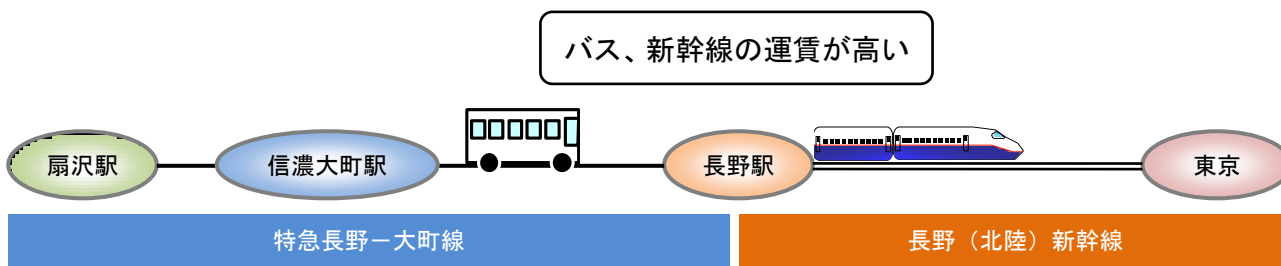 バス、新幹線の運賃が高い
扇沢駅
信濃大町駅
長野駅
東京
特急長野－大町線
長野（北陸）新幹線